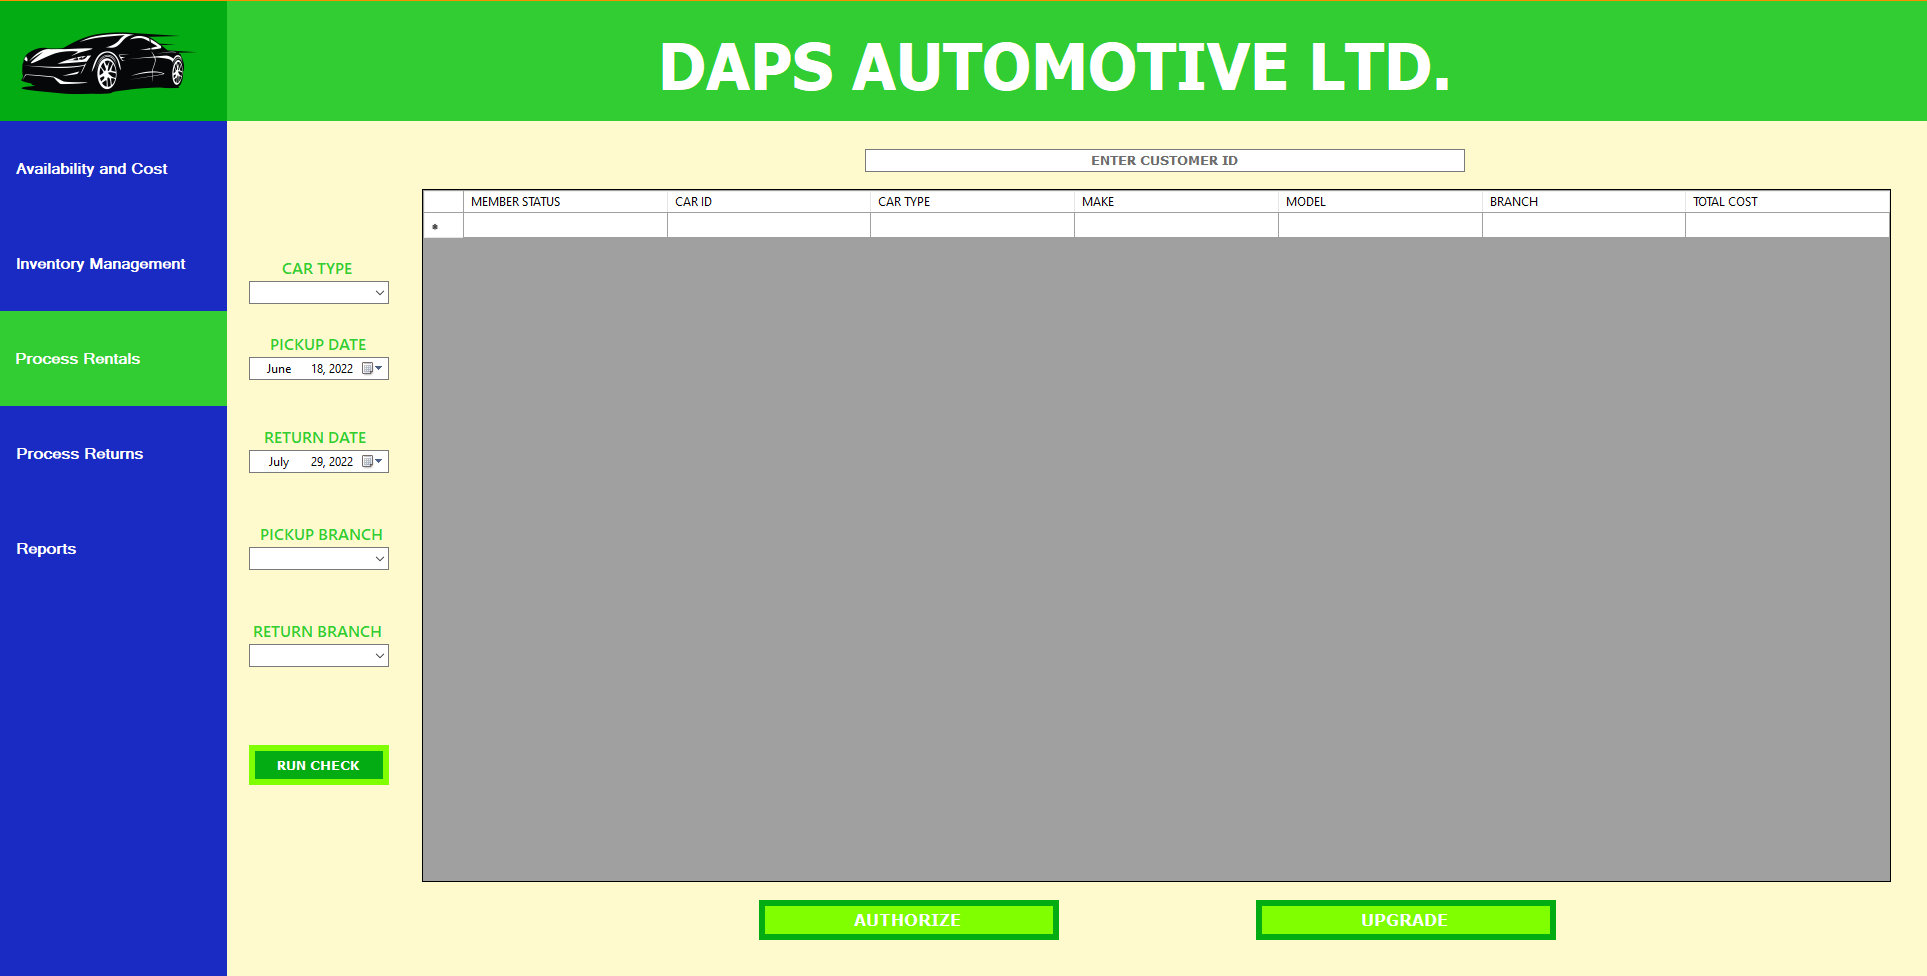 DAPS AUTOMOTIVE LTD.
Availability and Cost
Inventory Management
Process Rentals
Process Returns
Reports
ENTER CUSTOMER ID
CAR TYPE
PICKUP DATE
June 18, 2022
RETURN DATE
July 29, 2022
PICKUP BRANCH
RETURN BRANCH
RUN CHECK
MEMBER STATUS CAR ID CAR TYPE MAKE MODEL BRANCH TOTAL COST
AUTHORIZE
UPGRADE